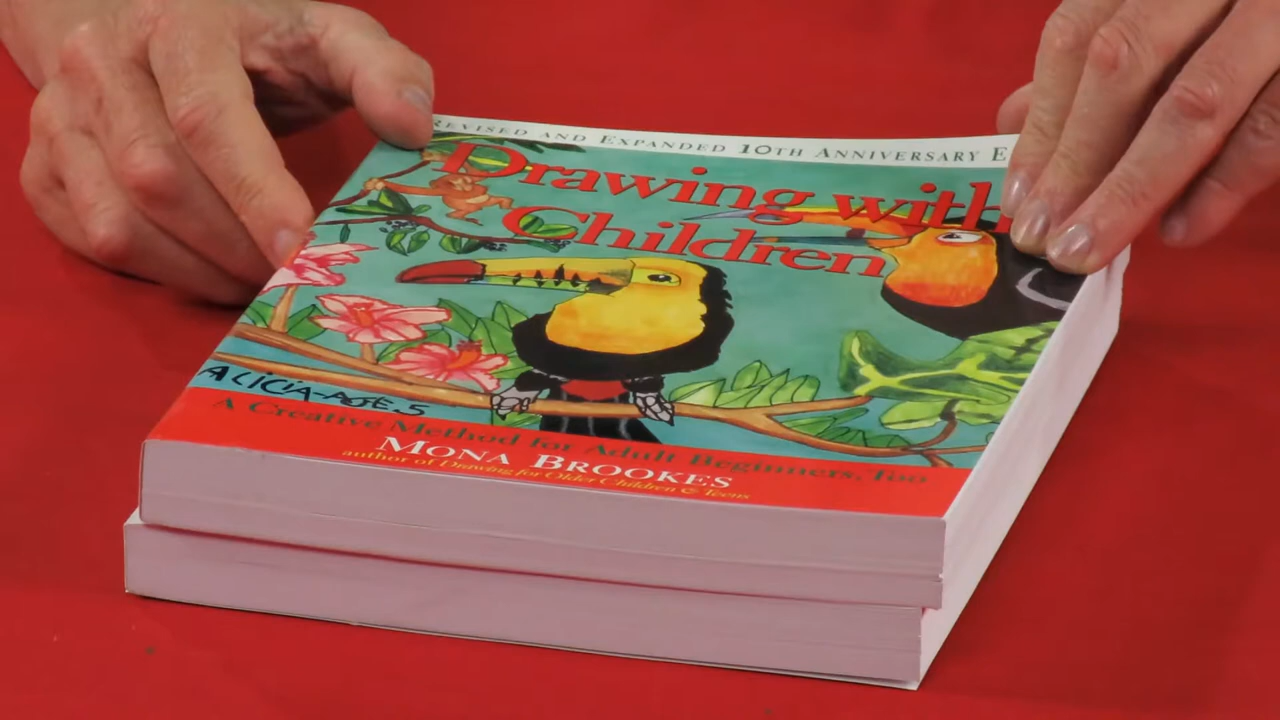 REVISED AND EXPANDED 10TH ANNIVERSARY E
Drawing with
Children
ALICIA-AGE 5
A Creative Method for Adult Beginners, Too
MONA BROOKES
author of Drawing for Older Children & Teens